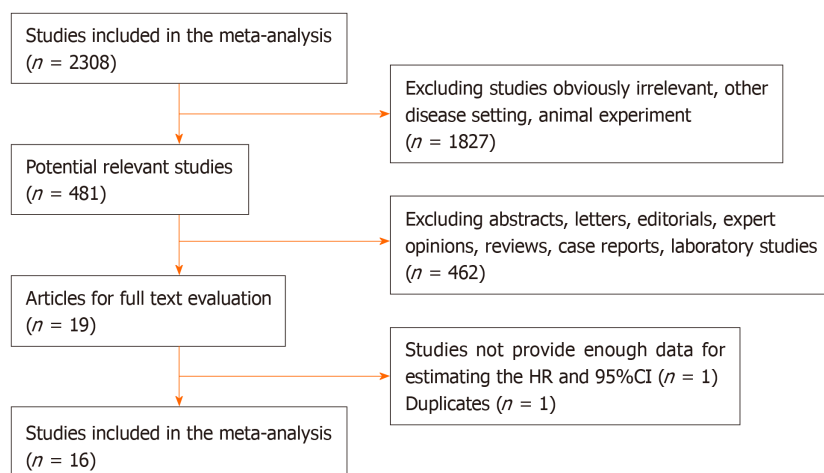 Studies included in the meta-analysis
(n = 2308)
Excluding studies obviously irrelevant, other
disease setting, animal experiment
(n = 1827)
Potential relevant studies
(n = 481)
Excluding abstracts, letters, editorials, expert
opinions, reviews, case reports, laboratory studies
(n = 462)
Articles for full text evaluation
(n = 19)
Studies not provide enough data for
estimating the HR and 95%CI (n = 1)
Duplicates (n = 1)
Studies included in the meta-analysis
(n = 16)